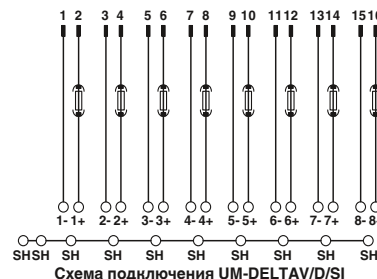 1 2 3 4 5 6 7 8 9 10 11 12 13 14 15 16
1- 1+ 2- 2+ 3- 3+ 4- 4+ 5- 5+ 6- 6+ 7- 7+ 8- 8
SH SH SH SH SH SH SH SH SH SH
Схема подключения UM-DELTAV/D/SI